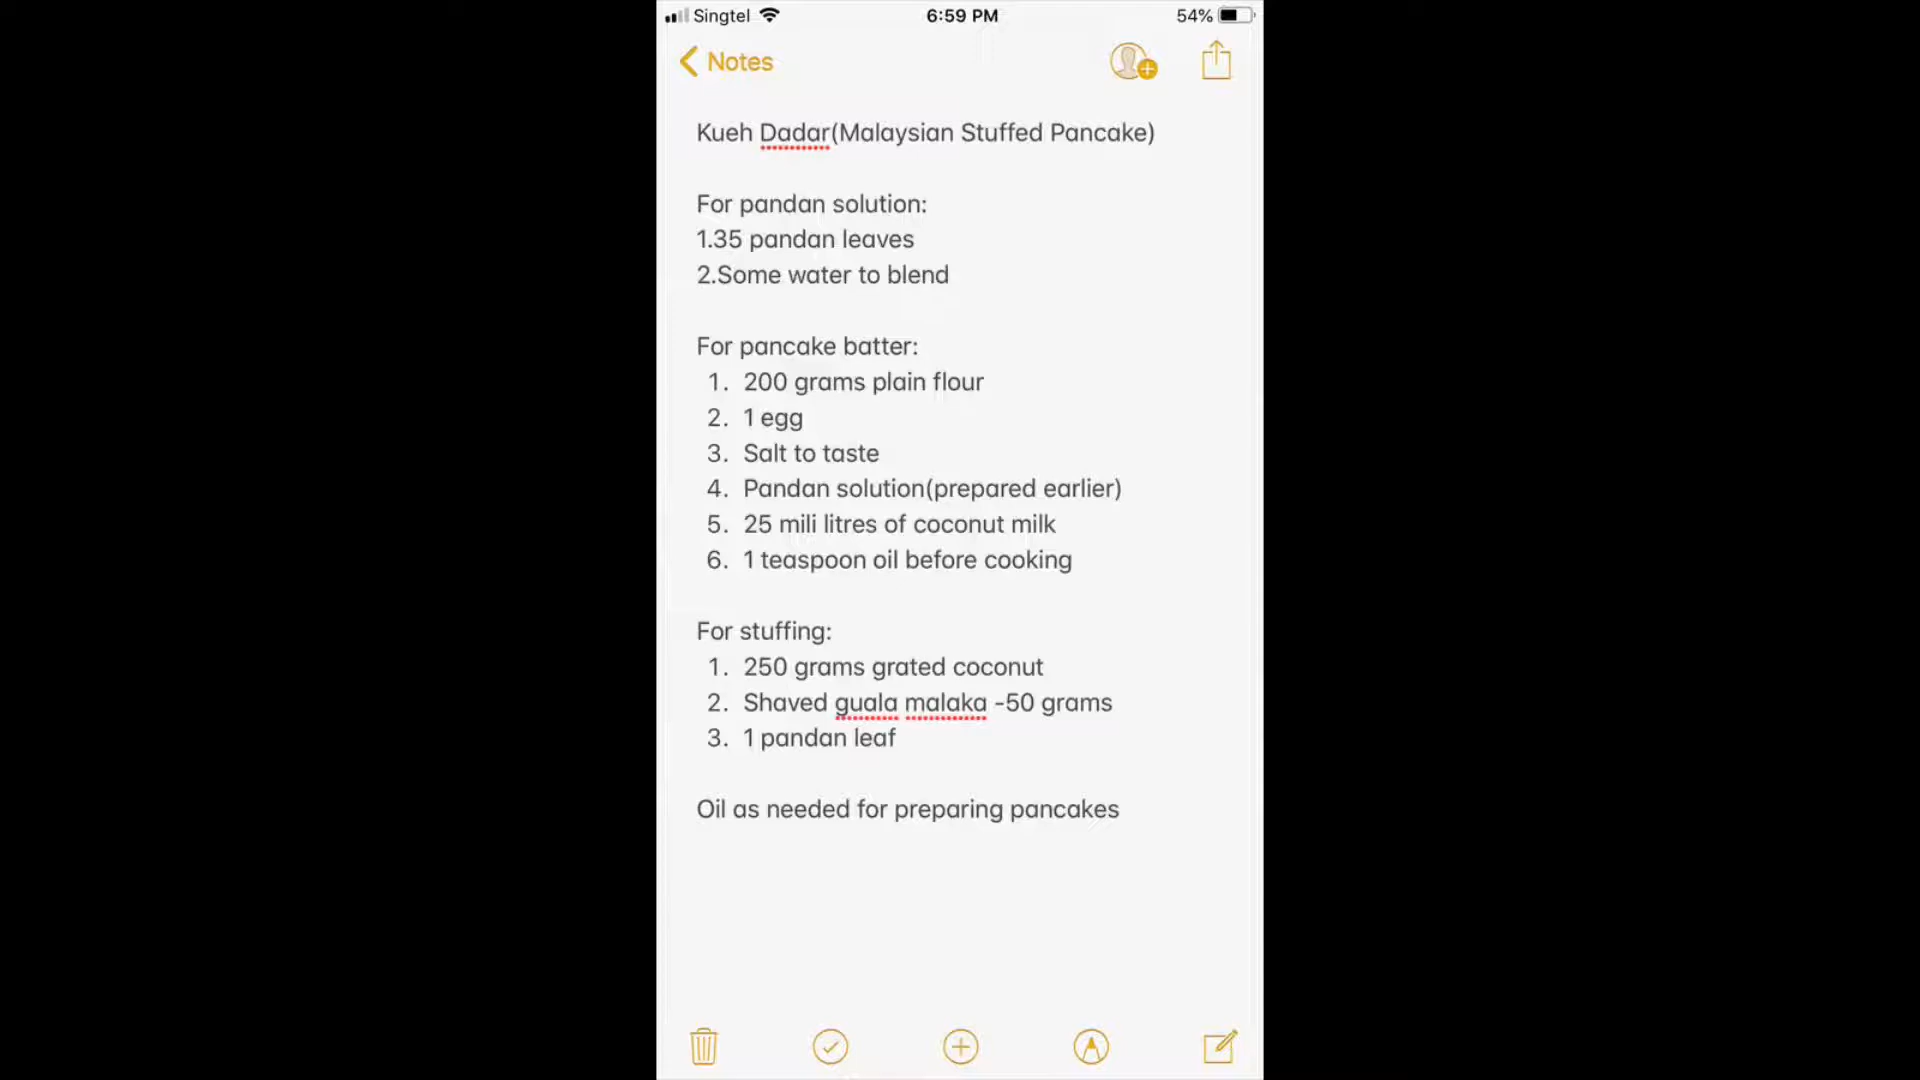 Singtel 6:59 PM 54%
Notes
Kueh Dadar(Malaysian Stuffed Pancake)
For pandan solution:
1.35 pandan leaves
2.Some water to blend
For pancake batter:
1. 200 grams plain flour
2. 1 egg
3. Salt to taste
4. Pandan solution(prepared earlier)
5. 25 mili litres of coconut milk
6. 1 teaspoon oil before cooking
For stuffing:
1. 250 grams grated coconut
2. Shaved guala malaka -50 grams
3. 1 pandan leaf
Oil as needed for preparing pancakes